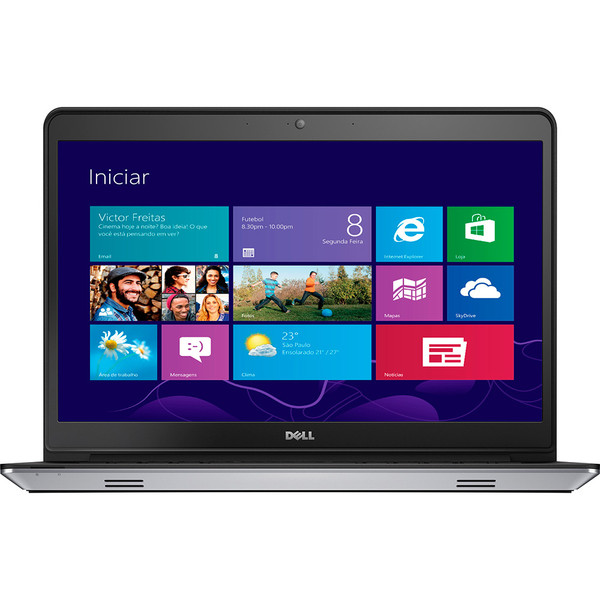 Iniciar
Victor Freitas
Cinema hoje a noite? Boa ideia! O que
você está pensando em ver?
Email
8
Futebol
8.30pm - 10:00pm
8
Segunda Feira
Internet Explorer
Loja
Fotos
Mapas
SkyDrive
Área de trabalho
:-)
Mensagens
23°
São Paulo
Ensolarado 21° / 27°
Clima
Notícias
DELL